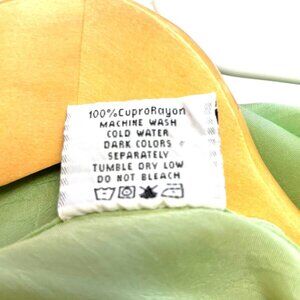 100%CuproRayon
MACHINE WASH
COLD WATER
DARK COLORS
SEPARATELY
TUMBLE DRY LOW
DO NOT BLEACH